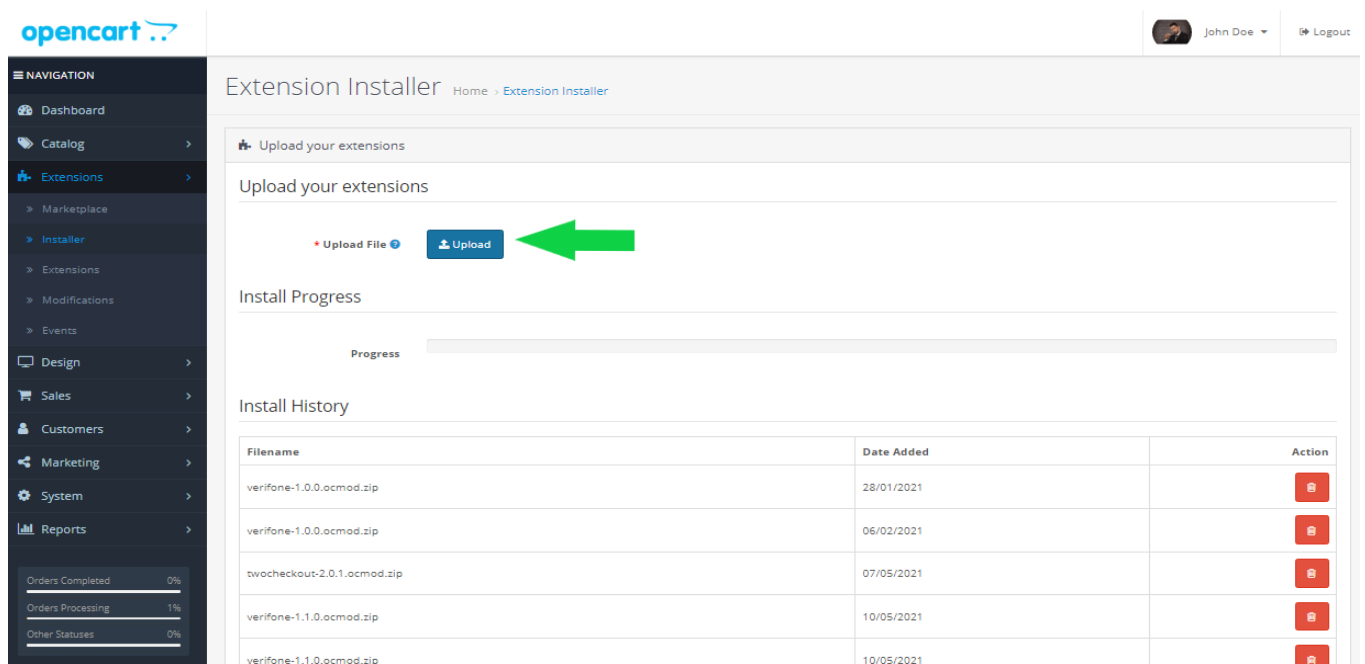 opencart
John Doe
Logout
NAVIGATION
Dashboard
Catalog
Extensions
Marketplace
Installer
Extensions
Modifications
Events
Design
Sales
Customers
Marketing
System
Reports
Orders Completed 0%
Orders Processing 1%
Other Statuses 0%
Extension Installer Home › Extension Installer
Upload your extensions
Upload your extensions
* Upload File Upload
Install Progress
Progress
Install History
Filename Date Added Action
verifone-1.0.0.ocmod.zip 28/01/2021
verifone-1.0.0.ocmod.zip 06/02/2021
twocheckout-2.0.1.ocmod.zip 07/05/2021
verifone-1.1.0.ocmod.zip 10/05/2021
verifone-1.1.0.ocmod.zip 10/05/2021